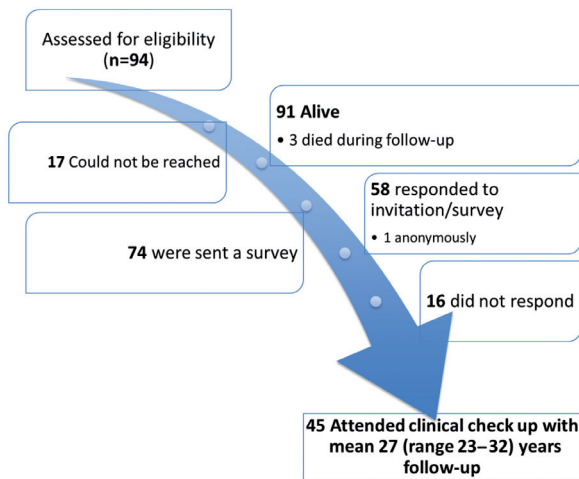 Assessed for eligibility
(n=94)
91 Alive
• 3 died during follow-up
17 Could not be reached
58 responded to
invitation/survey
• 1 anonymously
74 were sent a survey
16 did not respond
45 Attended clinical check up with
mean 27 (range 23–32) years
follow-up